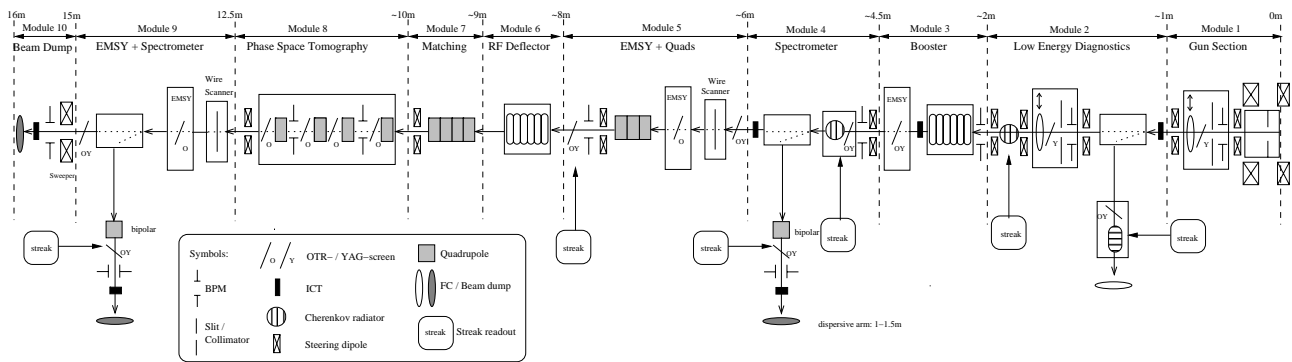 16m 15m 12.5m ~10m ~9m ~8m ~6m ~4.5m ~2m ~1m 0m
Module 10 Module 9 Module 8 Module 7 Module 6 Module 5 Module 4 Module 3 Module 2 Module 1
Beam Dump EMSY + Spectrometer Phase Space Tomography Matching RF Deflector EMSY + Quads Spectrometer Booster Low Energy Diagnostics Gun Section
Wire
Scanner
Wire
Scanner
EMSY
EMSY
EMSY
OY
O
O
O
O
O
OY
O
OY
OY
OY
Y
Y
Sweeper
OY
streak
bipolar
OY
streak
streak
bipolar
OY
streak
streak
OY
streak
dispersive arm: 1-1.5m
Symbols:
BPM
Slit /
Collimator
O Y OTR- / YAG-screen
ICT
Cherenkov radiator
Steering dipole
Quadrupole
FC / Beam dump
streak Streak readout